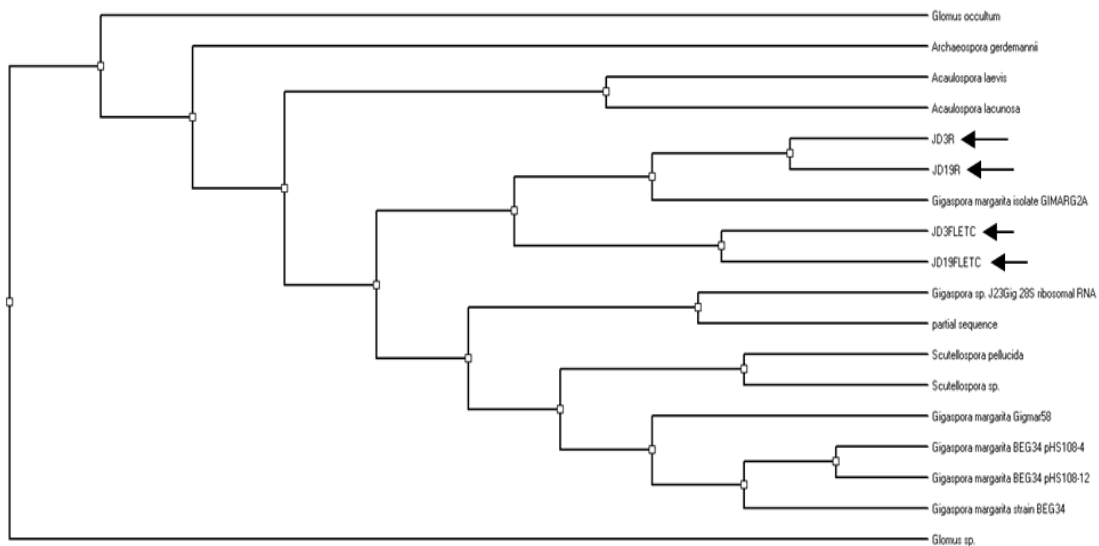 Glomus occultum
Archaeospora gerdemannii
Acaulospora laevis
Acaulospora lacunosa
JD3R
JD19R
Gigaspora margarita isolate GIMARG2A
JD3FLETC
JD19FLETC
Gigaspora sp. J23Gig 28S ribosomal RNA
partial sequence
Scutellospora pellucida
Scutellospora sp.
Gigaspora margarita Gigmar58
Gigaspora margarita BEG34 pHS108-4
Gigaspora margarita BEG34 pHS108-12
Gigaspora margarita strain BEG34
Glomus sp.